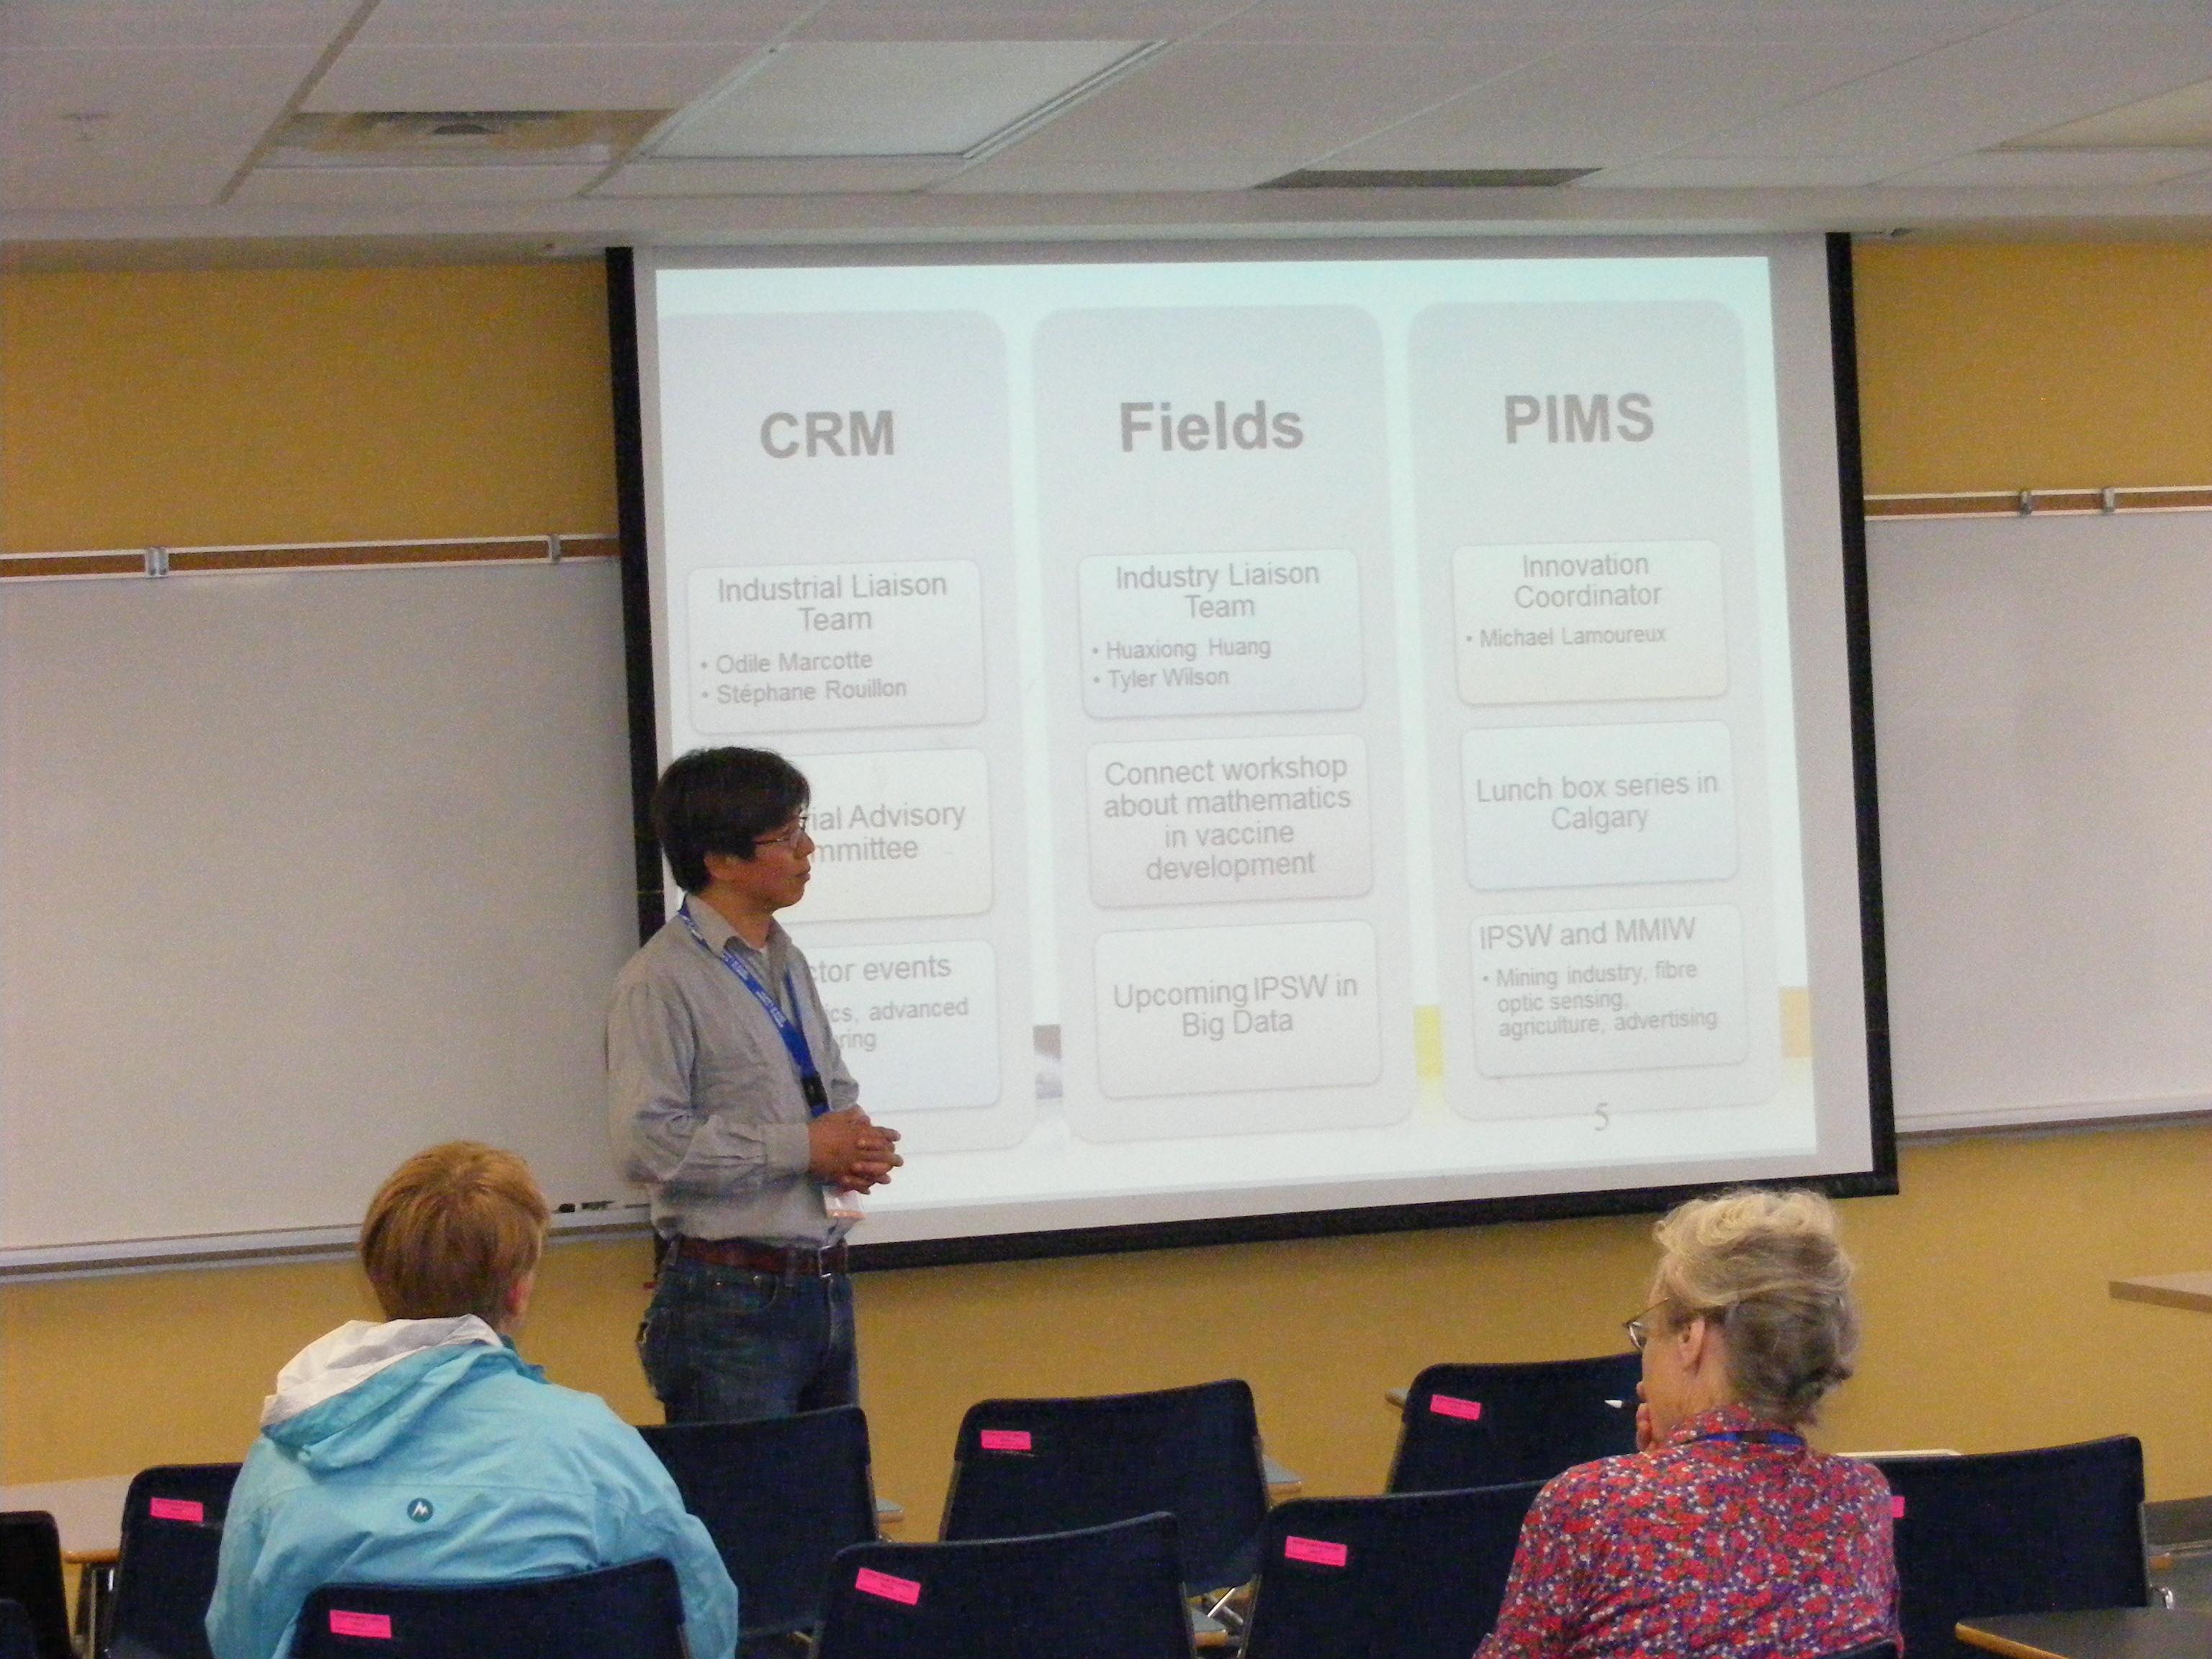 CRM
Industrial Liaison
Team
• Odile Marcotte
• Stéphane Rouillon
ial Advisory
mmittee
ctor events
ics, advanced
ring
Fields
Industry Liaison
Team
• Huaxiong Huang
• Tyler Wilson
Connect workshop
about mathematics
in vaccine
development
Upcoming IPSW in
Big Data
PIMS
Innovation
Coordinator
• Michael Lamoureux
Lunch box series in
Calgary
IPSW and MMIW
• Mining industry, fibre
optic sensing,
agriculture, advertising
5